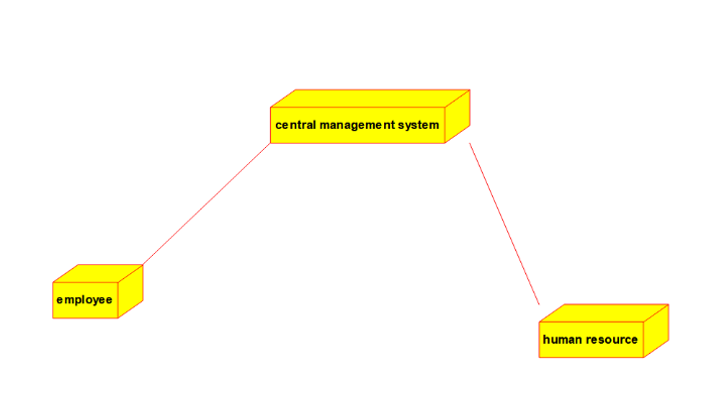 central management system
employee
human resource